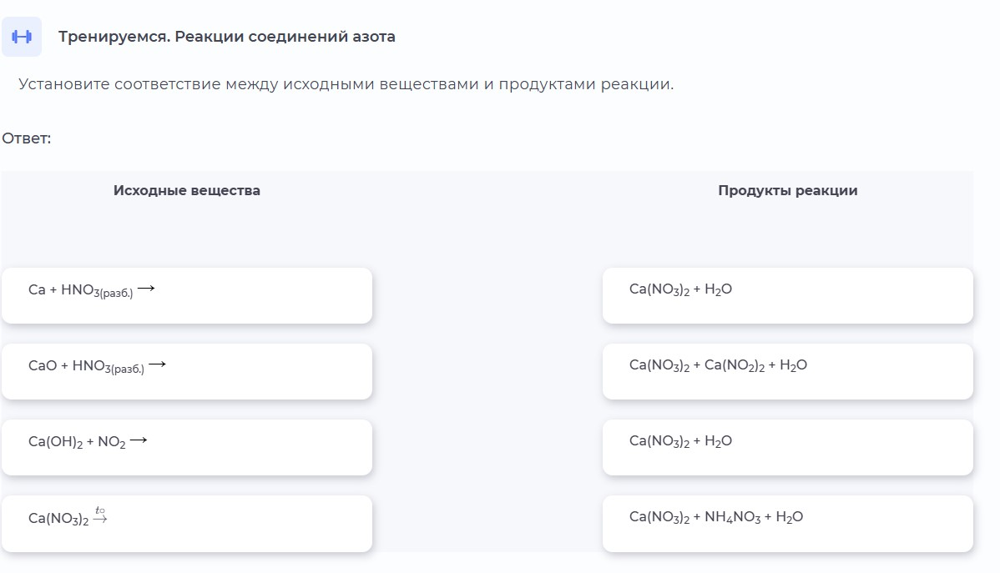 Тренируемся. Реакции соединений азота
Установите соответствие между исходными веществами и продуктами реакции.
Ответ:
Исходные вещества
Продукты реакции
Ca + HNO₃(разб.) →
Ca(NO₃)₂ + H₂O
CaO + HNO₃(разб.) →
Ca(NO₃)₂ + Ca(NO₂)₂ + H₂O
Ca(OH)₂ + NO₂ →
Ca(NO₃)₂ + H₂O
Ca(NO₃)₂ t○ →
Ca(NO₃)₂ + NH₄NO₃ + H₂O